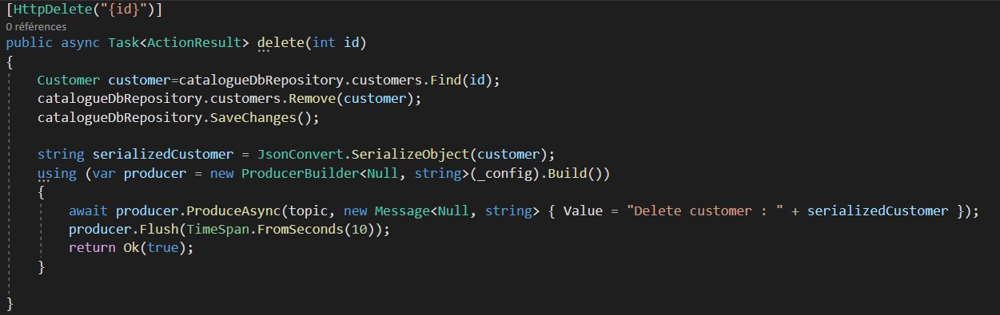 [HttpDelete("{id}")]
0 références
public async Task<ActionResult> delete(int id)
{
Customer customer=catalogueDbRepository.customers.Find(id);
catalogueDbRepository.customers.Remove(customer);
catalogueDbRepository.SaveChanges();
string serializedCustomer = JsonConvert.SerializeObject(customer);
using (var producer = new ProducerBuilder<Null, string>(_config).Build())
{
await producer.ProduceAsync(topic, new Message<Null, string> { Value = "Delete customer : " + serializedCustomer });
producer.Flush(TimeSpan.FromSeconds(10));
return Ok(true);
}
}